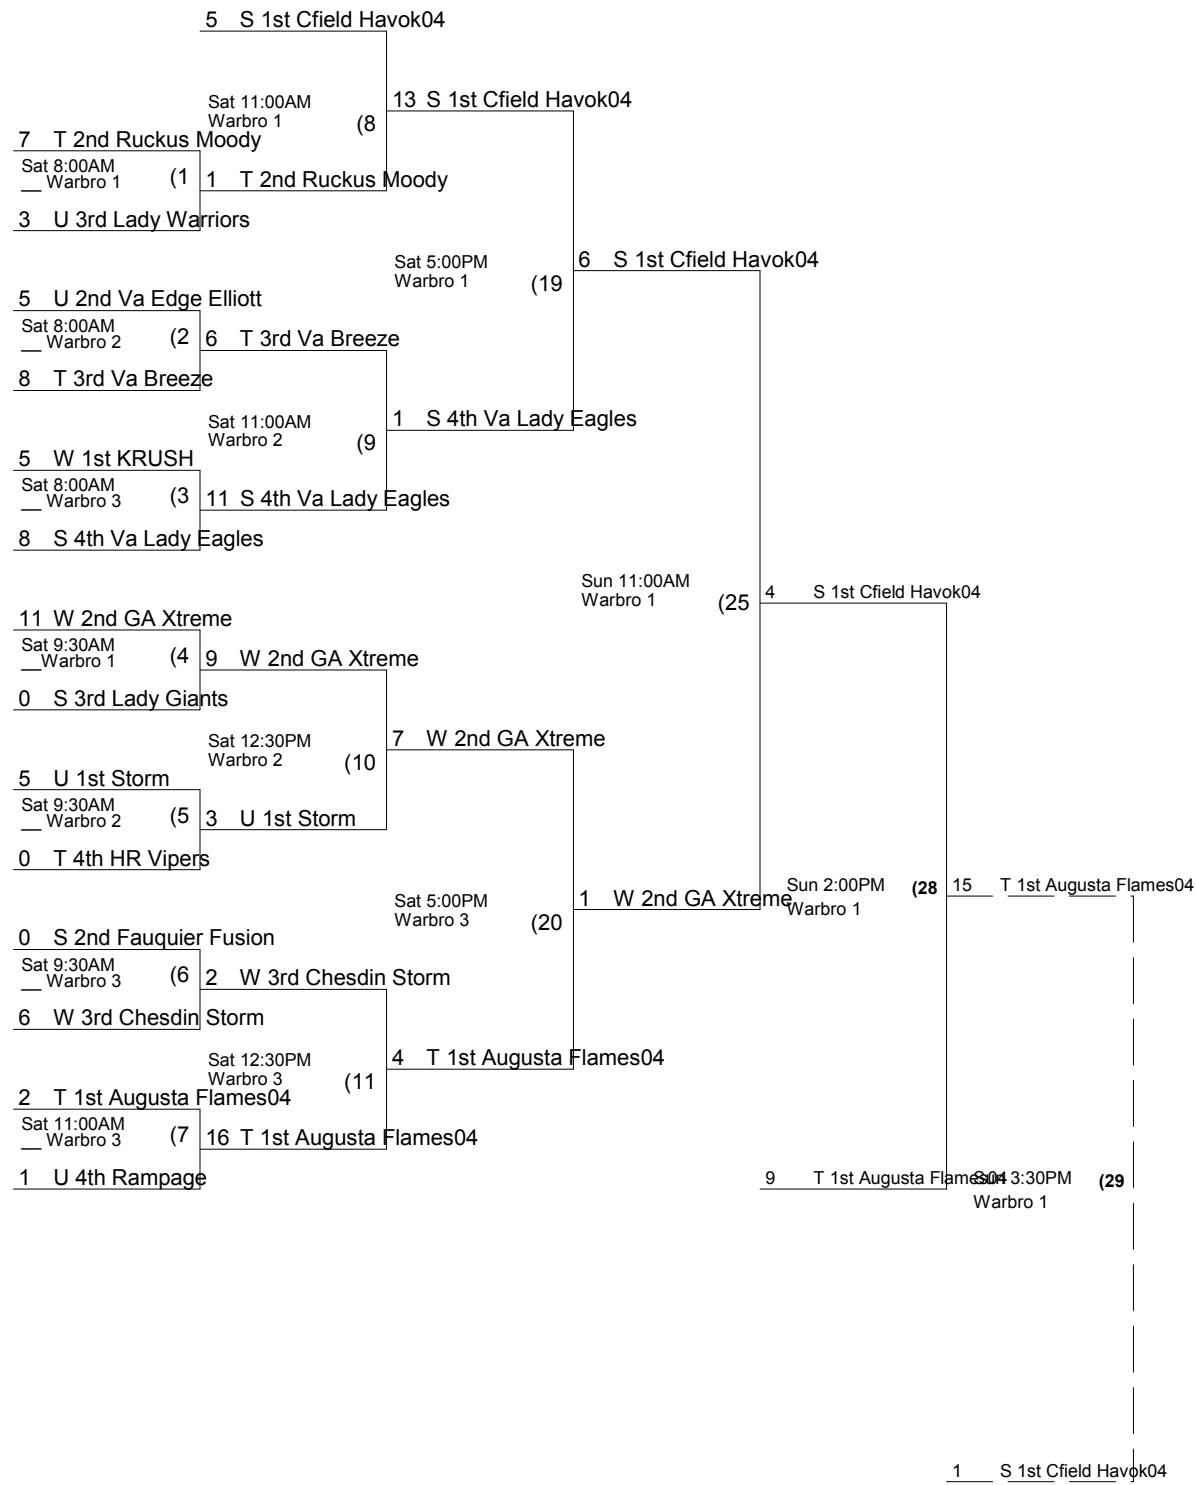 5 S 1st Cfield Havok04
Sat 11:00AM
Warbro 1 (8
13 S 1st Cfield Havok04
7 T 2nd Ruckus Moody
Sat 8:00AM
__ Warbro 1 (1
1 T 2nd Ruckus Moody
3 U 3rd Lady Warriors
Sat 5:00PM
Warbro 1 (19
6 S 1st Cfield Havok04
5 U 2nd Va Edge Elliott
Sat 8:00AM
__ Warbro 2 (2
6 T 3rd Va Breeze
8 T 3rd Va Breeze
Sat 11:00AM
Warbro 2 (9
1 S 4th Va Lady Eagles
5 W 1st KRUSH
Sat 8:00AM
__ Warbro 3 (3
11 S 4th Va Lady Eagles
8 S 4th Va Lady Eagles
Sun 11:00AM
Warbro 1 (25
4 S 1st Cfield Havok04
11 W 2nd GA Xtreme
Sat 9:30AM
__Warbro 1 (4
9 W 2nd GA Xtreme
0 S 3rd Lady Giants
Sat 12:30PM
Warbro 2 (10
7 W 2nd GA Xtreme
5 U 1st Storm
Sat 9:30AM
__ Warbro 2 (5
3 U 1st Storm
0 T 4th HR Vipers
Sat 5:00PM
Warbro 3 (20
1 W 2nd GA Xtreme
Sun 2:00PM
Warbro 1 (28
15 T 1st Augusta Flames04
0 S 2nd Fauquier Fusion
Sat 9:30AM
__ Warbro 3 (6
2 W 3rd Chesdin Storm
6 W 3rd Chesdin Storm
Sat 12:30PM
Warbro 3 (11
4 T 1st Augusta Flames04
2 T 1st Augusta Flames04
Sat 11:00AM
__ Warbro 3 (7
16 T 1st Augusta Flames04
1 U 4th Rampage
9 T 1st Augusta Flames04
Sun 3:30PM
Warbro 1 (29
1 S 1st Cfield Havok04